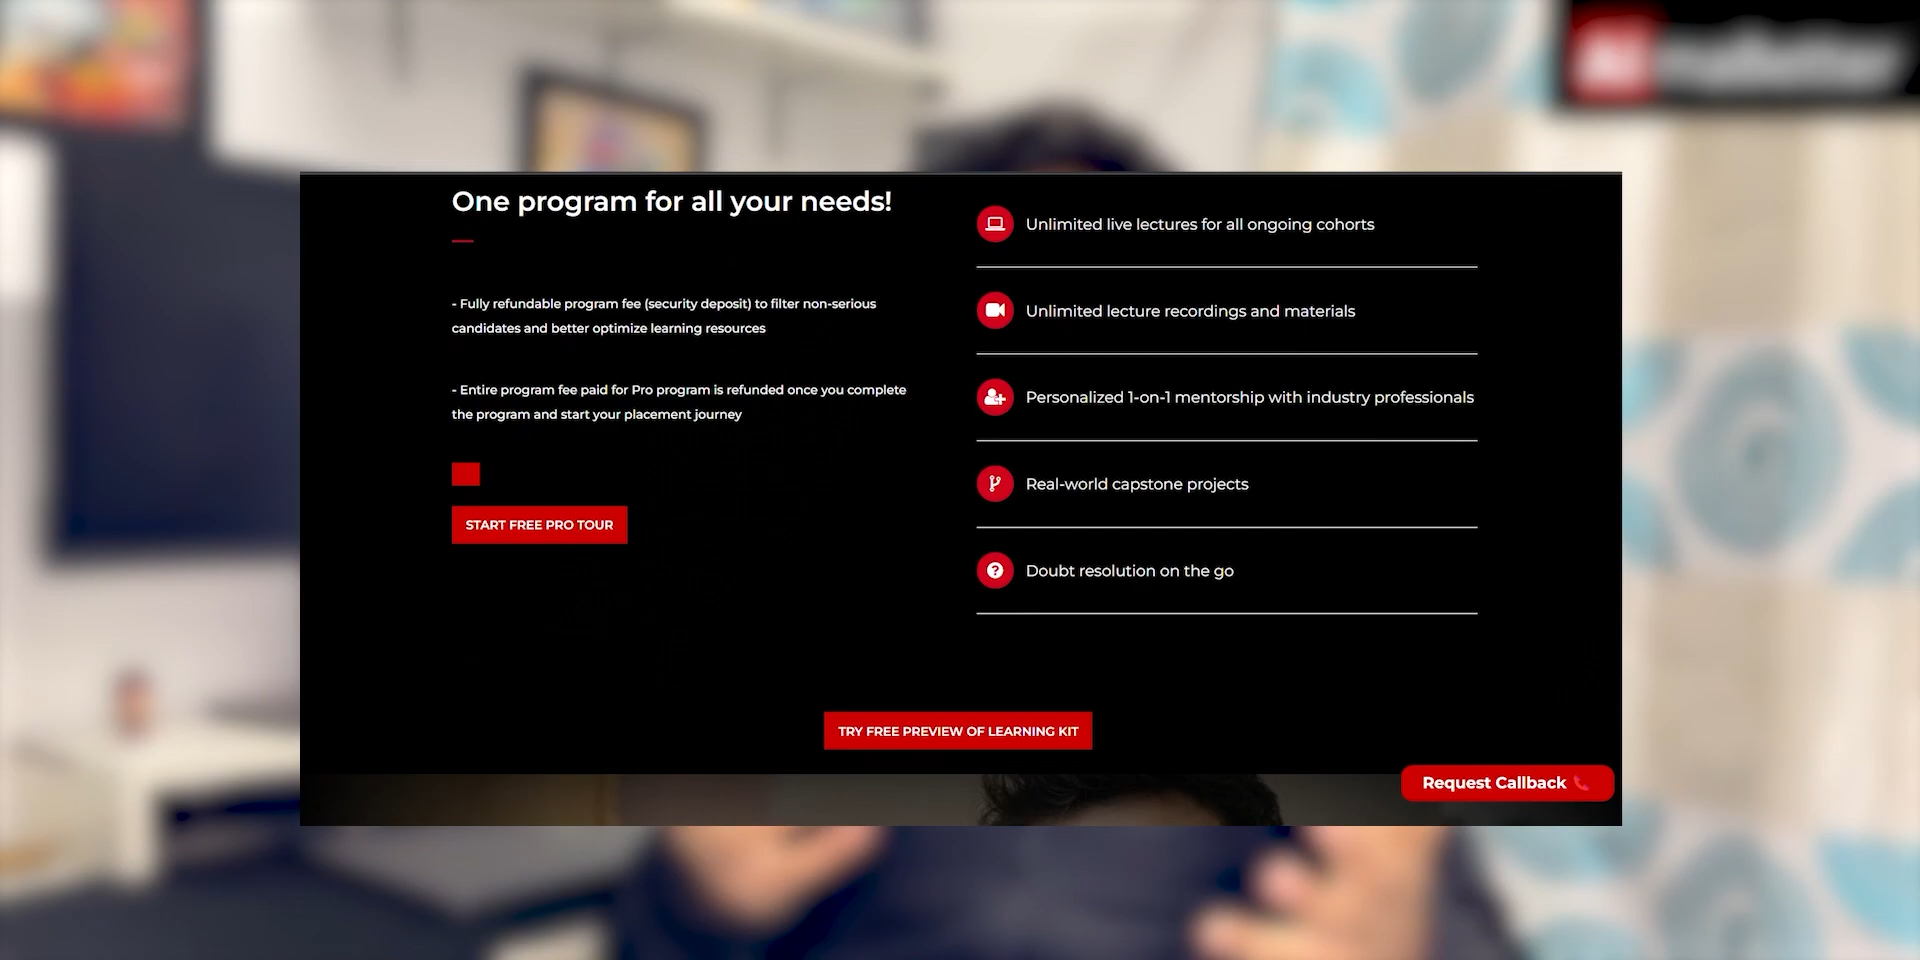 One program for all your needs!
- Fully refundable program fee (security deposit) to filter non-serious
candidates and better optimize learning resources
- Entire program fee paid for Pro program is refunded once you complete
the program and start your placement journey
START FREE PRO TOUR
Unlimited live lectures for all ongoing cohorts
Unlimited lecture recordings and materials
Personalized 1-on-1 mentorship with industry professionals
Real-world capstone projects
Doubt resolution on the go
TRY FREE PREVIEW OF LEARNING KIT
Request Callback